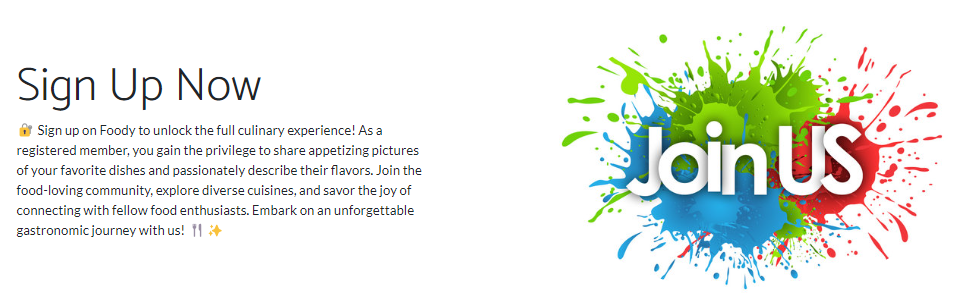 Sign Up Now
🔐 Sign up on Foody to unlock the full culinary experience! As a
registered member, you gain the privilege to share appetizing pictures
of your favorite dishes and passionately describe their flavors. Join the
food-loving community, explore diverse cuisines, and savor the joy of
connecting with fellow food enthusiasts. Embark on an unforgettable
gastronomic journey with us! 🍴 ✨
Join US